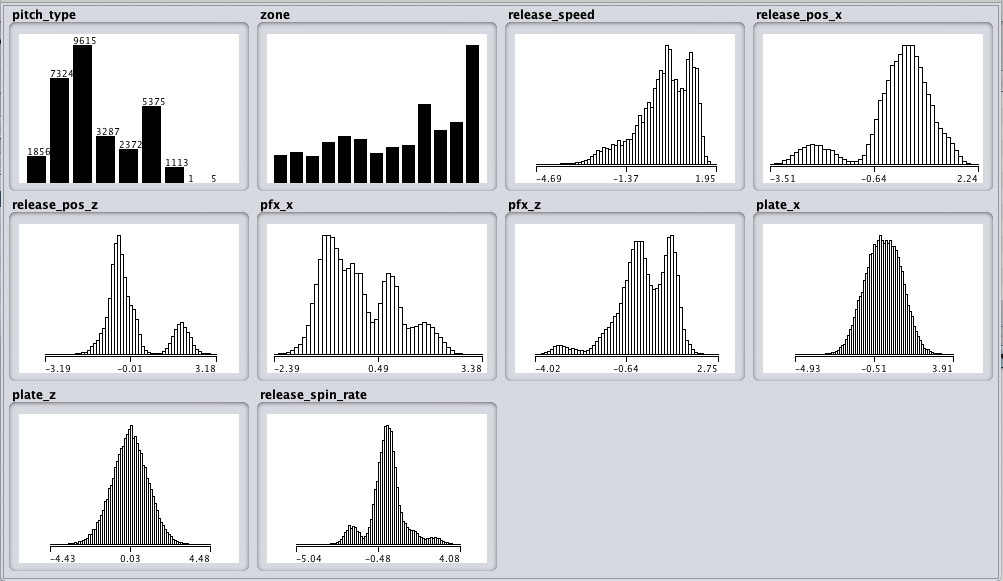 pitch_type zone release_speed release_pos_x
9615
7324
5375
3287
2372
1856
1113
1 5
-4.69 -1.37 1.95
-3.51 -0.64 2.24
release_pos_z pfx_x pfx_z plate_x
-3.19 -0.01 3.18
-2.39 0.49 3.38
-4.02 -0.64 2.75
-4.93 -0.51 3.91
plate_z release_spin_rate
-4.43 0.03 4.48
-5.04 -0.48 4.08